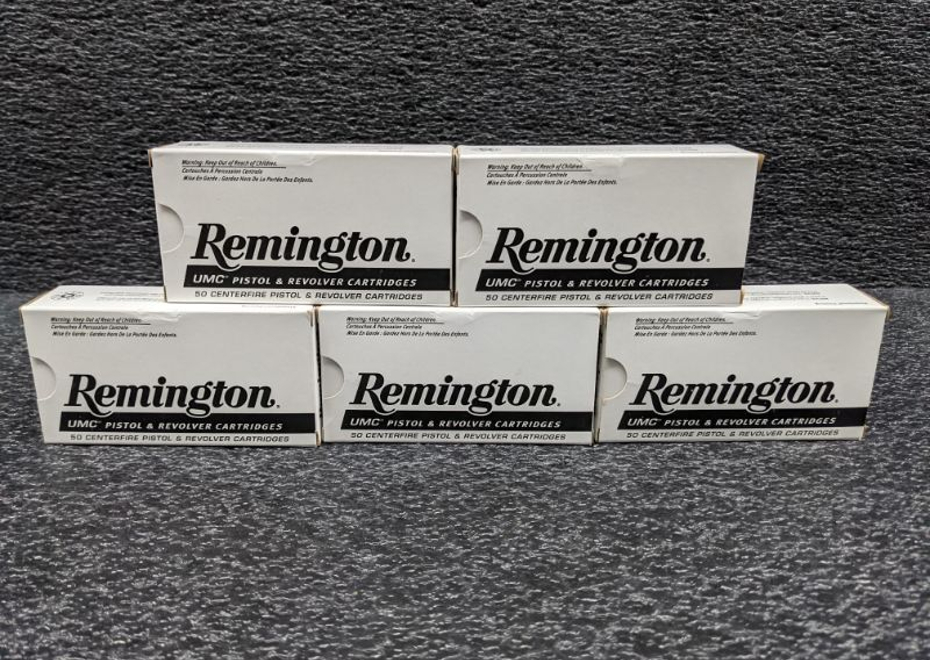 Warning: Keep Out of Reach of Children.
Cartouches À Percussion Centrale
Mise En Garde : Gardez Hors De La Portée Des Enfants.
Remington.
UMC® PISTOL & REVOLVER CARTRIDGES
50 CENTERFIRE PISTOL & REVOLVER CARTRIDGES
Warning: Keep Out of Reach of Children.
Cartouches À Percussion Centrale
Mise En Garde : Gardez Hors De La Portée Des Enfants.
Remington.
UMC® PISTOL & REVOLVER CARTRIDGES
50 CENTERFIRE PISTOL & REVOLVER CARTRIDGES
Warning: Keep Out of Reach of Children.
Cartouches À Percussion Centrale
Mise En Garde : Gardez Hors De La Portée Des Enfants.
Remington.
UMC® PISTOL & REVOLVER CARTRIDGES
50 CENTERFIRE PISTOL & REVOLVER CARTRIDGES
Warning: Keep Out of Reach of Children.
Cartouches À Percussion Centrale
Mise En Garde : Gardez Hors De La Portée Des Enfants.
Remington.
UMC® PISTOL & REVOLVER CARTRIDGES
50 CENTERFIRE PISTOL & REVOLVER CARTRIDGES
Warning: Keep Out of Reach of Children.
Cartouches À Percussion Centrale
Mise En Garde : Gardez Hors De La Portée Des Enfants.
Remington.
UMC® PISTOL & REVOLVER CARTRIDGES
50 CENTERFIRE PISTOL & REVOLVER CARTRIDGES